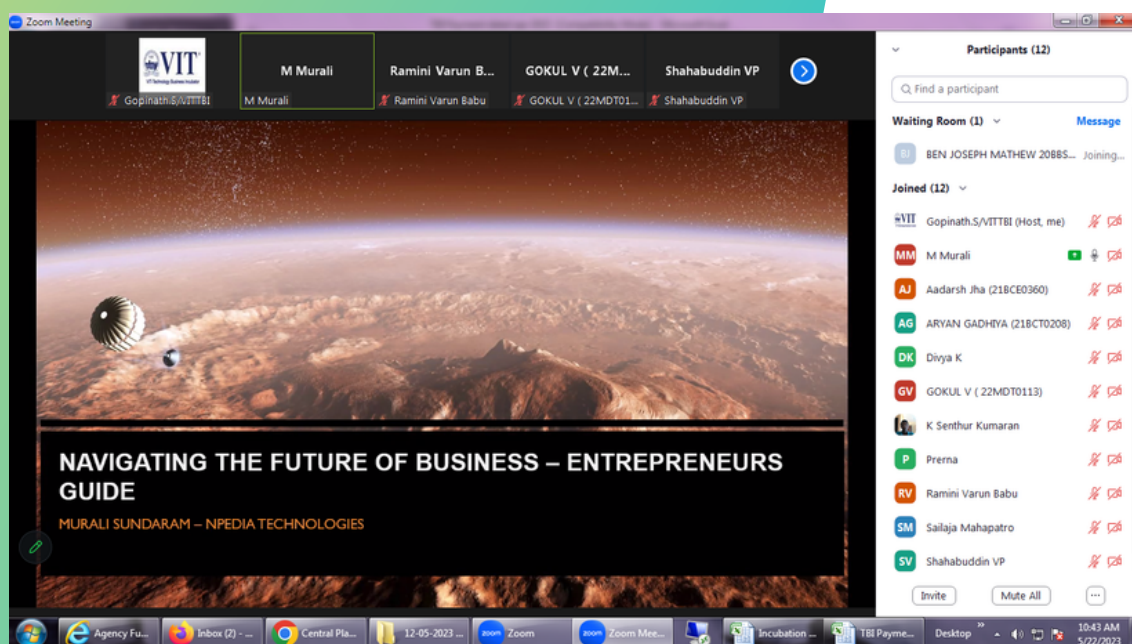 Zoom Meeting
VIT
M Murali
Ramini Varun B...
GOKUL V ( 22M...
Shahabuddin VP
Gopinath.S/VITTBI
M Murali
Ramini Varun Babu
GOKUL V ( 22MDT01...
Shahabuddin VP
NAVIGATING THE FUTURE OF BUSINESS – ENTREPRENEURS
GUIDE
MURALI SUNDARAM – NPEDIA TECHNOLOGIES
Participants (12)
Find a participant
Waiting Room (1)
Message
BJ
BEN JOSEPH MATHEW 20BBS...
Joining...
Joined (12)
VIT
Gopinath.S/VITTBI (Host, me)
MM
M Murali
AJ
Aadarsh Jha (21BCE0360)
AG
ARYAN GADHIYA (21BCT0208)
DK
Divya K
GV
GOKUL V ( 22MDT0113)
K Senthur Kumaran
P
Prerna
RV
Ramini Varun Babu
SM
Sailaja Mahapatro
SV
Shahabuddin VP
Invite
Mute All
Agency Fu...
Inbox (2) - ...
Central Pla...
12-05-2023 ...
zoom
Zoom
zoom
Zoom Mee...
Incubation ...
TBI Payme...
Desktop
10:43 AM
5/22/2023